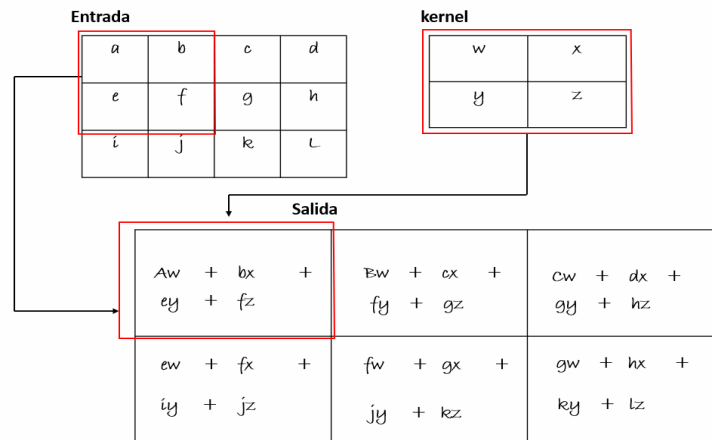 Entrada kernel
a b c d
w x
e f g h
y z
i j k L
Salida
Aw + bx +
ey + fz
Bw + cx +
fy + gz
Cw + dx +
gy + hz
ew + fx +
iy + jz
fw + gx +
jy + kz
gw + hx +
ky + lz